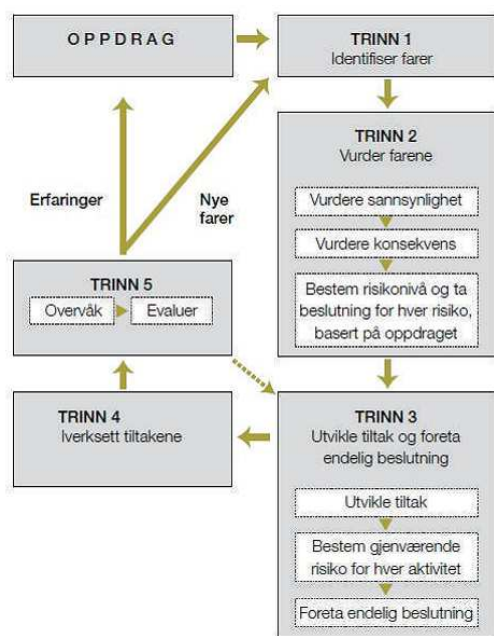 OPPDRAG
TRINN 1
Identifiser farer
TRINN 2
Vurder farene
Vurdere sannsynlighet
Vurdere konsekvens
Bestem risikonivå og ta
beslutning for hver risiko,
basert på oppdraget
Erfaringer
Nye
farer
TRINN 5
Overvåk
Evaluer
TRINN 4
Iverksett tiltakene
TRINN 3
Utvikle tiltak og foreta
endelig beslutning
Utvikle tiltak
Bestem gjenværende
risiko for hver aktivitet
Foreta endelig beslutning